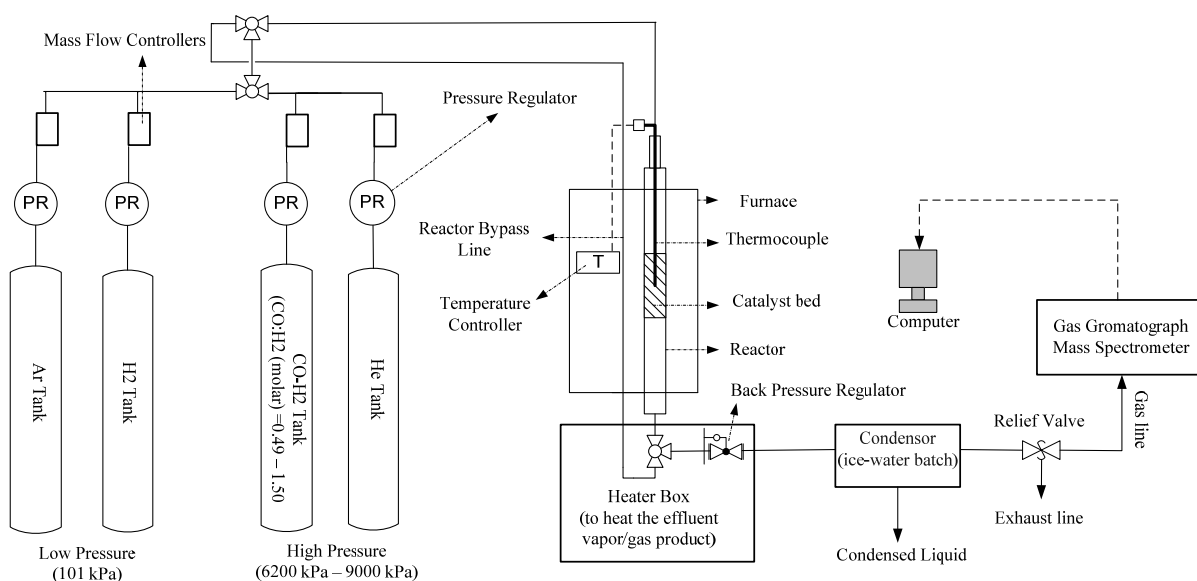 Mass Flow Controllers
Pressure Regulator
PR
PR
PR
PR
Furnace
Reactor Bypass
Line
Thermocouple
T
Temperature
Controller
Catalyst bed
Computer
Reactor
Gas Gromatograph
Mass Spectrometer
Ar Tank
H2 Tank
CO-H2 Tank
(CO:H2 (molar) =0.49 – 1.50
He Tank
Back Pressure Regulator
Relief Valve
Gas line
Condensor
(ice-water batch)
Heater Box
(to heat the effluent
vapor/gas product)
Exhaust line
Condensed Liquid
Low Pressure
(101 kPa)
High Pressure
(6200 kPa – 9000 kPa)